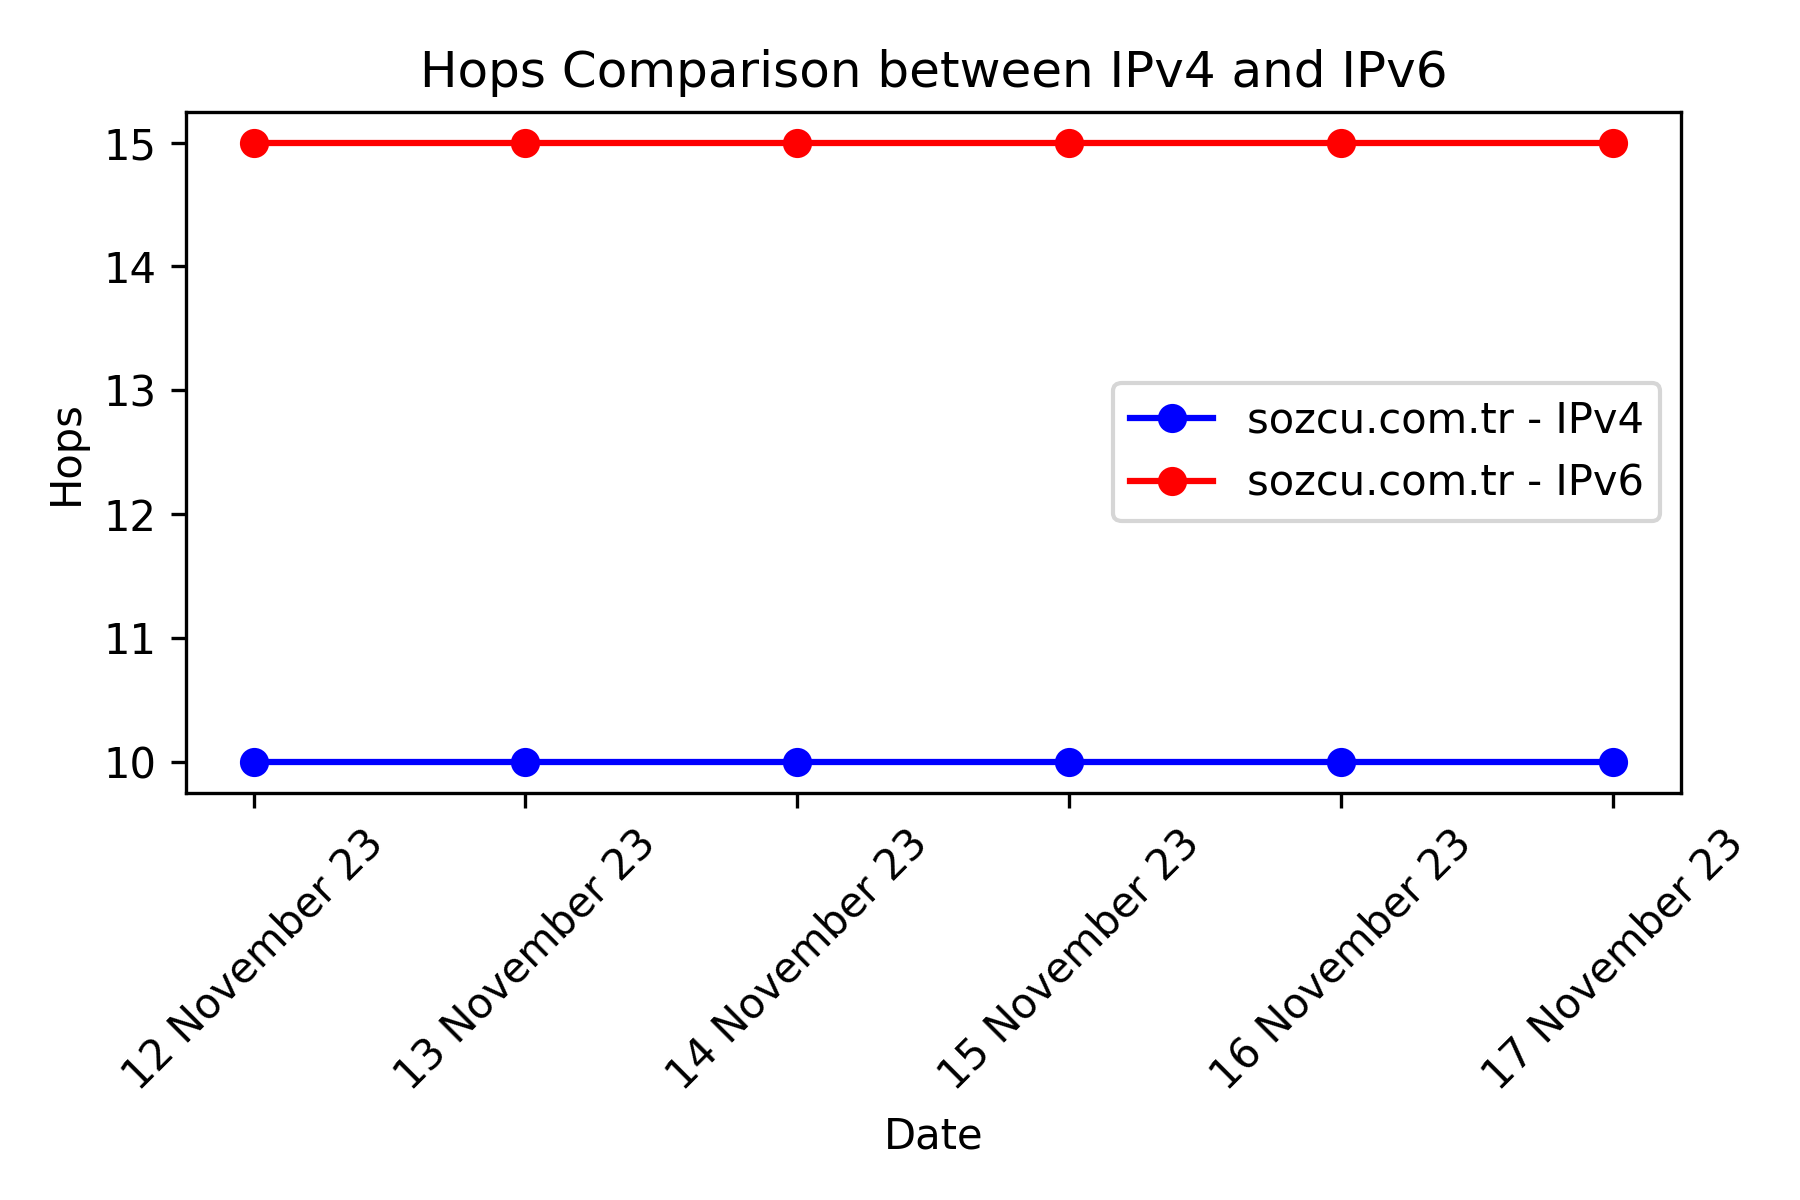 Hops Comparison between IPv4 and IPv6
Hops
15
14
13
12
11
10
sozcu.com.tr - IPv4
sozcu.com.tr - IPv6
12 November 23
13 November 23
14 November 23
15 November 23
16 November 23
17 November 23
Date